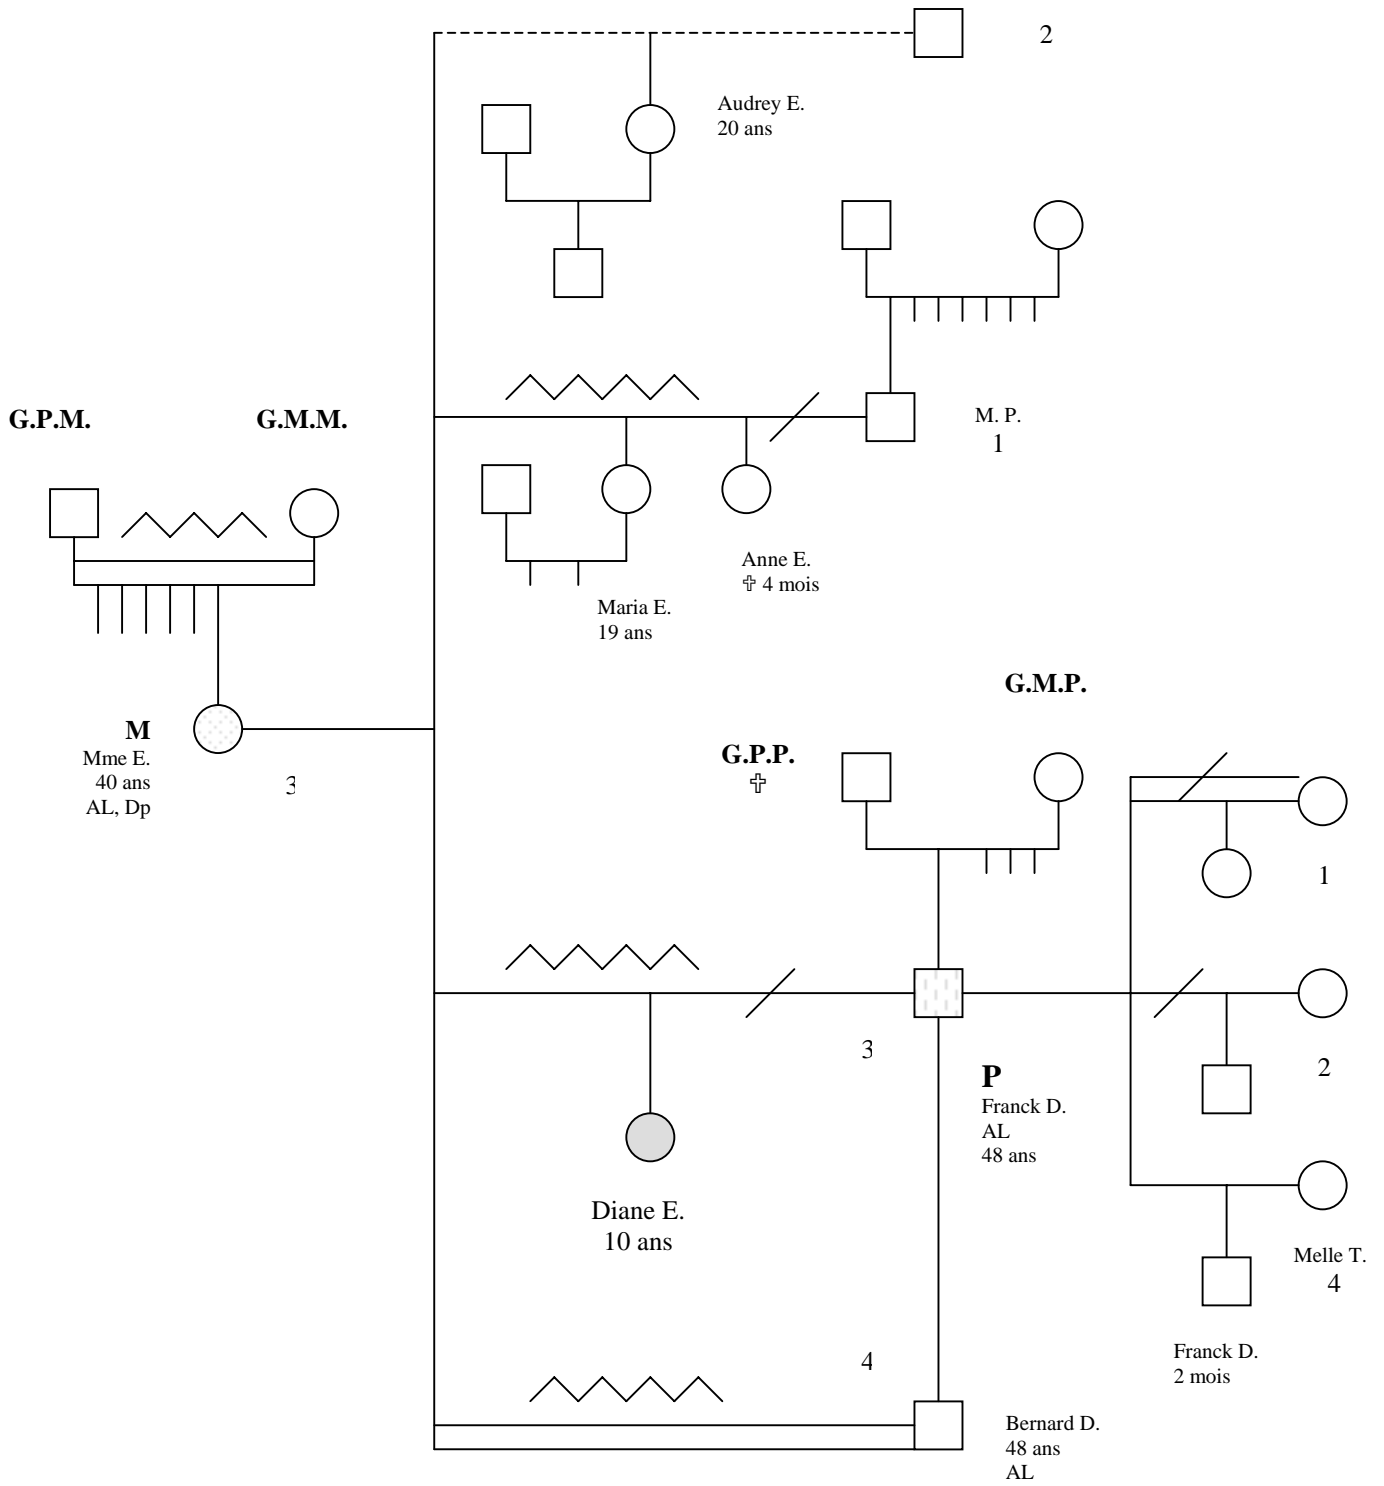 2
Audrey E.
20 ans
M. P.
1
G.P.M.
G.M.M.
Anne E.
✞ 4 mois
Maria E.
19 ans
G.M.P.
M
Mme E.
40 ans
AL, Dp
3
G.P.P.
✞
1
3
P
Franck D.
AL
48 ans
2
Diane E.
10 ans
Melle T.
4
Franck D.
2 mois
4
Bernard D.
48 ans
AL